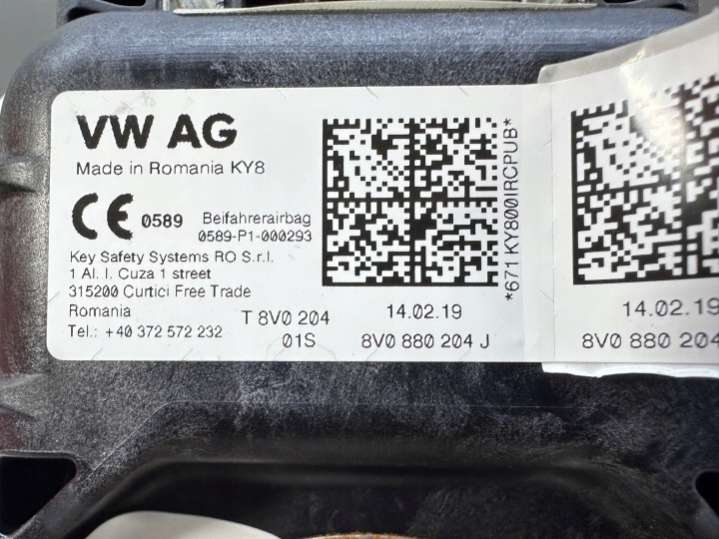 VW AG
Made in Romania KY8
CE 0589
Beifahrerairbag
0589-P1-000293
Key Safety Systems RO S.r.l.
1 Al. I. Cuza 1 street
315200 Curtici Free Trade
Romania
Tel.: +40 372 572 232
T 8V0 204
01S
14.02.19
8V0 880 204 J
*671 KY800IRCPUB*
14.02.19
8V0 880 204